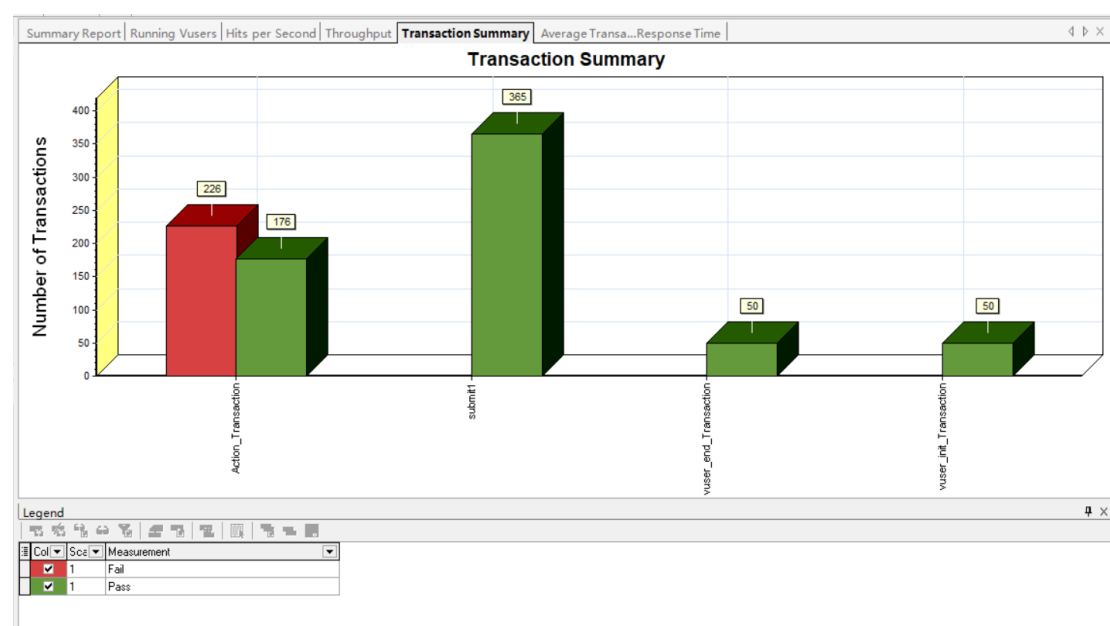 Summary Report Running Vusers Hits per Second Throughput Transaction Summary Average Transa...Response Time
Transaction Summary
Number of Transactions
400
350
300
250
200
150
100
50
0
226
176
365
50
50
Action_Transaction
submit1
vuser_end_Transaction
vuser_init_Transaction
Legend
Col Sca Measurement
1 Fail
1 Pass